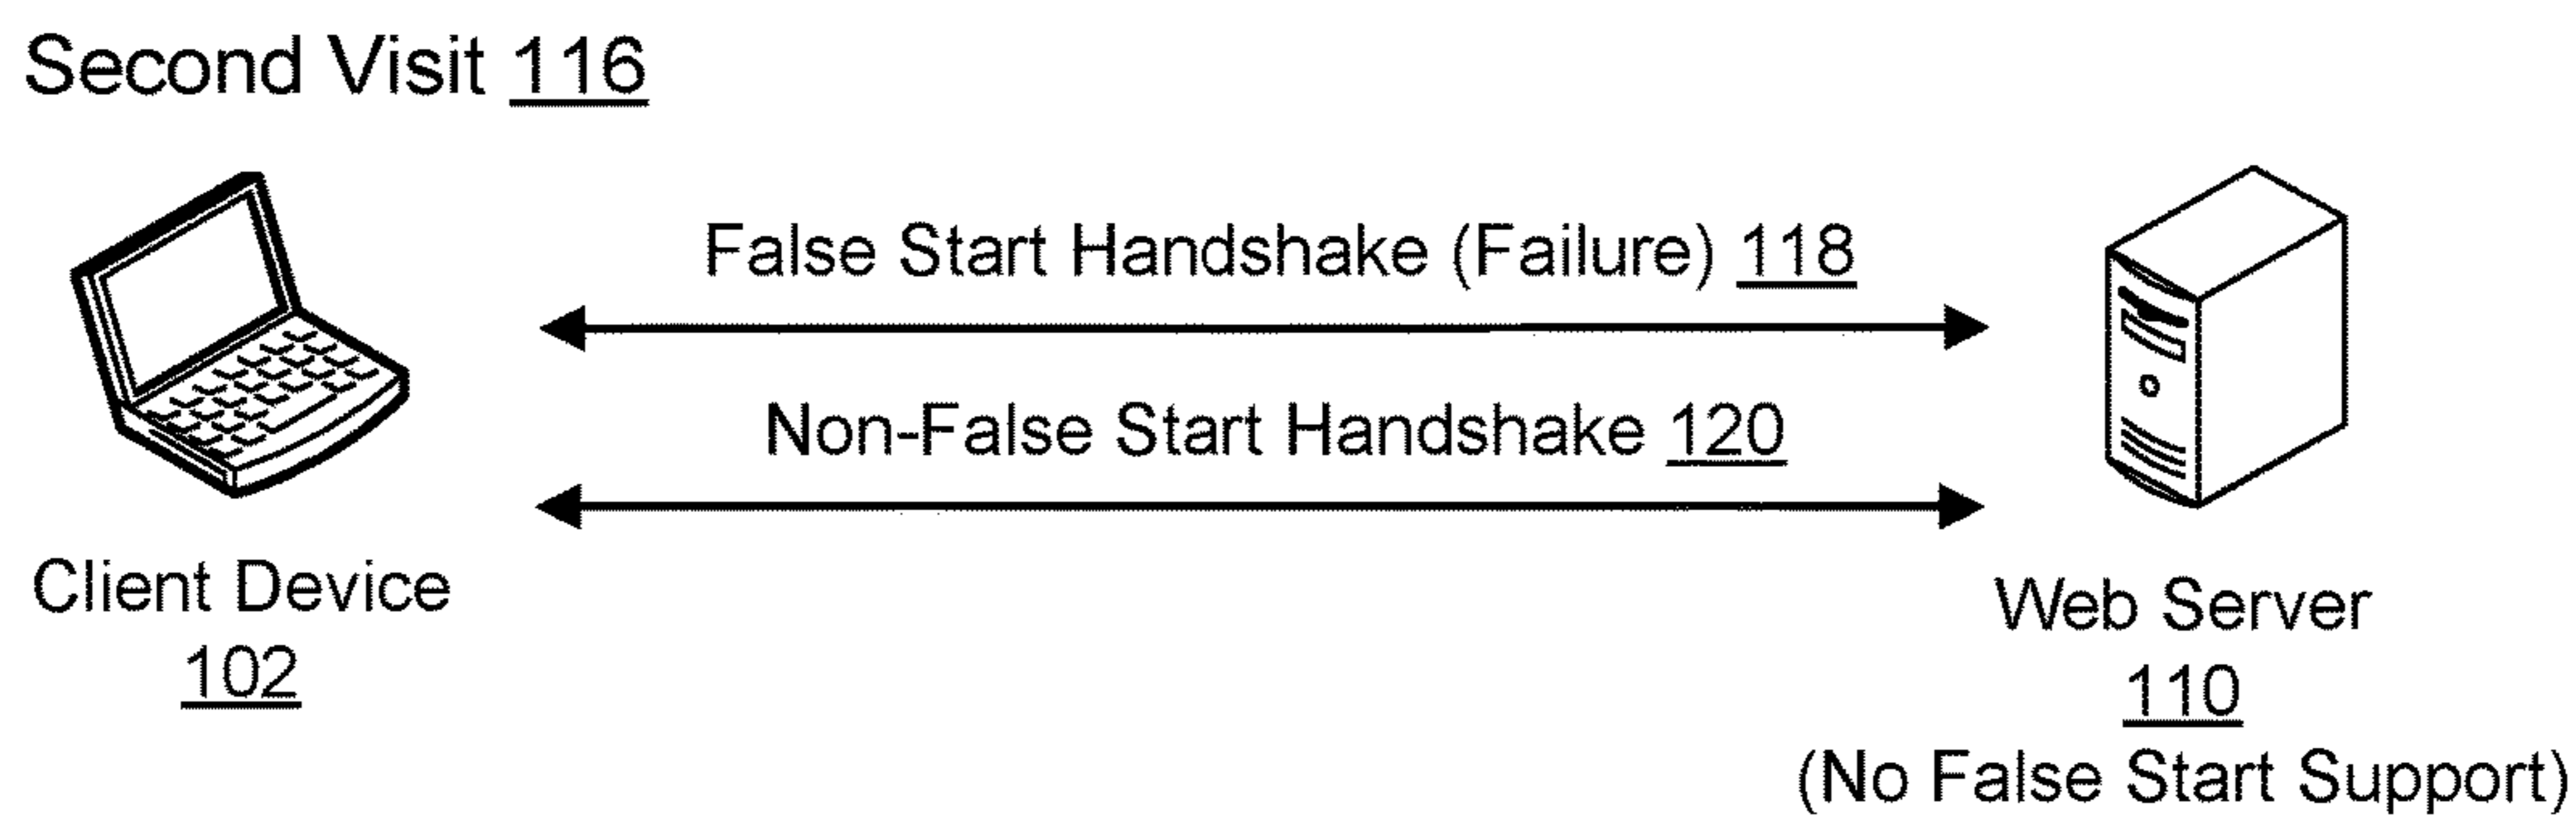 Second Visit 116
False Start Handshake (Failure) 118
Non-False Start Handshake 120
Client Device
102
Web Server
110
(No False Start Support)